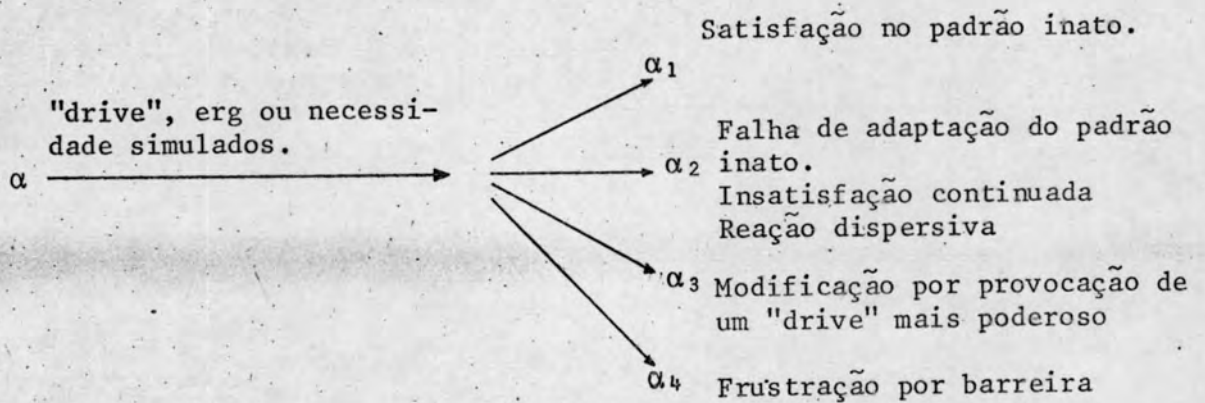 Satisfação no padrão inato.
α1
"drive", erg ou necessi-
dade simulados.
α
Falha de adaptação do padrão
α2 inato.
Insatisfação continuada
Reação dispersiva
α3 Modificação por provocação de
um "drive" mais poderoso
α4 Frustração por barreira